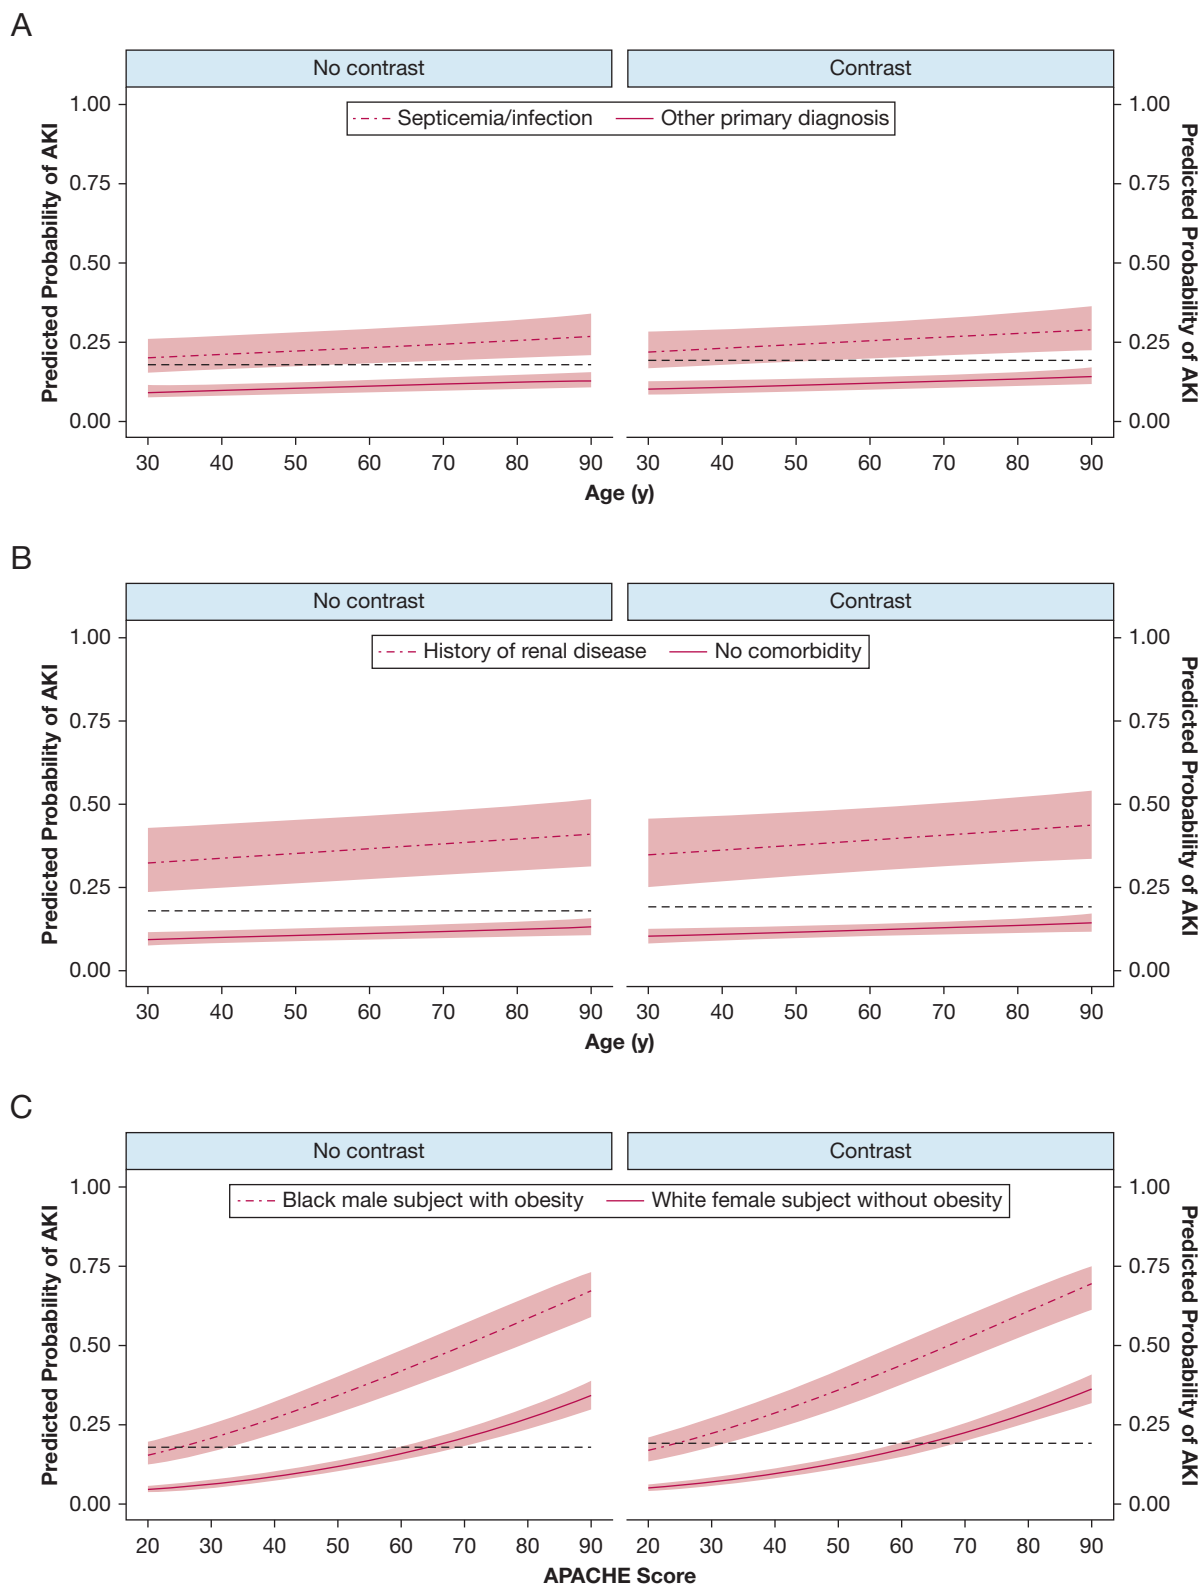 A
No contrast
Contrast
Septicemia/infection
Other primary diagnosis
Predicted Probability of AKI
1.00
0.75
0.50
0.25
0.00
1.00
0.75
0.50
0.25
0.00
Predicted Probability of AKI
30 40 50 60 70 80 90
30 40 50 60 70 80 90
Age (y)
B
No contrast
Contrast
History of renal disease
No comorbidity
Predicted Probability of AKI
1.00
0.75
0.50
0.25
0.00
1.00
0.75
0.50
0.25
0.00
Predicted Probability of AKI
30 40 50 60 70 80 90
30 40 50 60 70 80 90
Age (y)
C
No contrast
Contrast
Black male subject with obesity
White female subject without obesity
Predicted Probability of AKI
1.00
0.75
0.50
0.25
0.00
1.00
0.75
0.50
0.25
0.00
Predicted Probability of AKI
20 30 40 50 60 70 80 90
20 30 40 50 60 70 80 90
APACHE Score